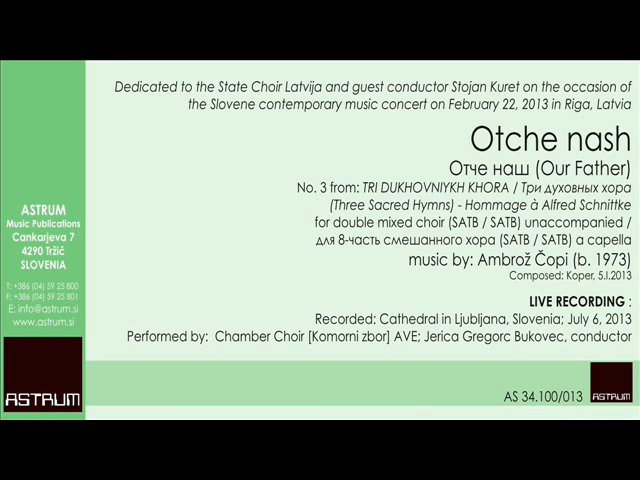 Dedicated to the State Choir Latvija and guest conductor Stojan Kuret on the occasion of
the Slovene contemporary music concert on February 22, 2013 in Riga, Latvia
Otche nash
Отче наш (Our Father)
No. 3 from: TRI DUKHOVNIYKH KHORA / Три духовных хора
(Three Sacred Hymns) - Hommage à Alfred Schnittke
for double mixed choir (SATB / SATB) unaccompanied /
для 8-часть смешанного хора (SATB / SATB) a capella
music by: Ambrož Čopi (b. 1973)
Composed: Koper, 5.I.2013
LIVE RECORDING :
Recorded: Cathedral in Ljubljana, Slovenia; July 6, 2013
Performed by: Chamber Choir [Komorni zbor] AVE; Jerica Gregorc Bukovec, conductor
AS 34.100/013
ASTRUM
ASTRUM
Music Publications
Cankarjeva 7
4290 Tržič
SLOVENIA
T: +386 (04) 59 25 800
F: +386 (04) 59 25 801
E: info@astrum.si
www.astrum.si
ASTRUM